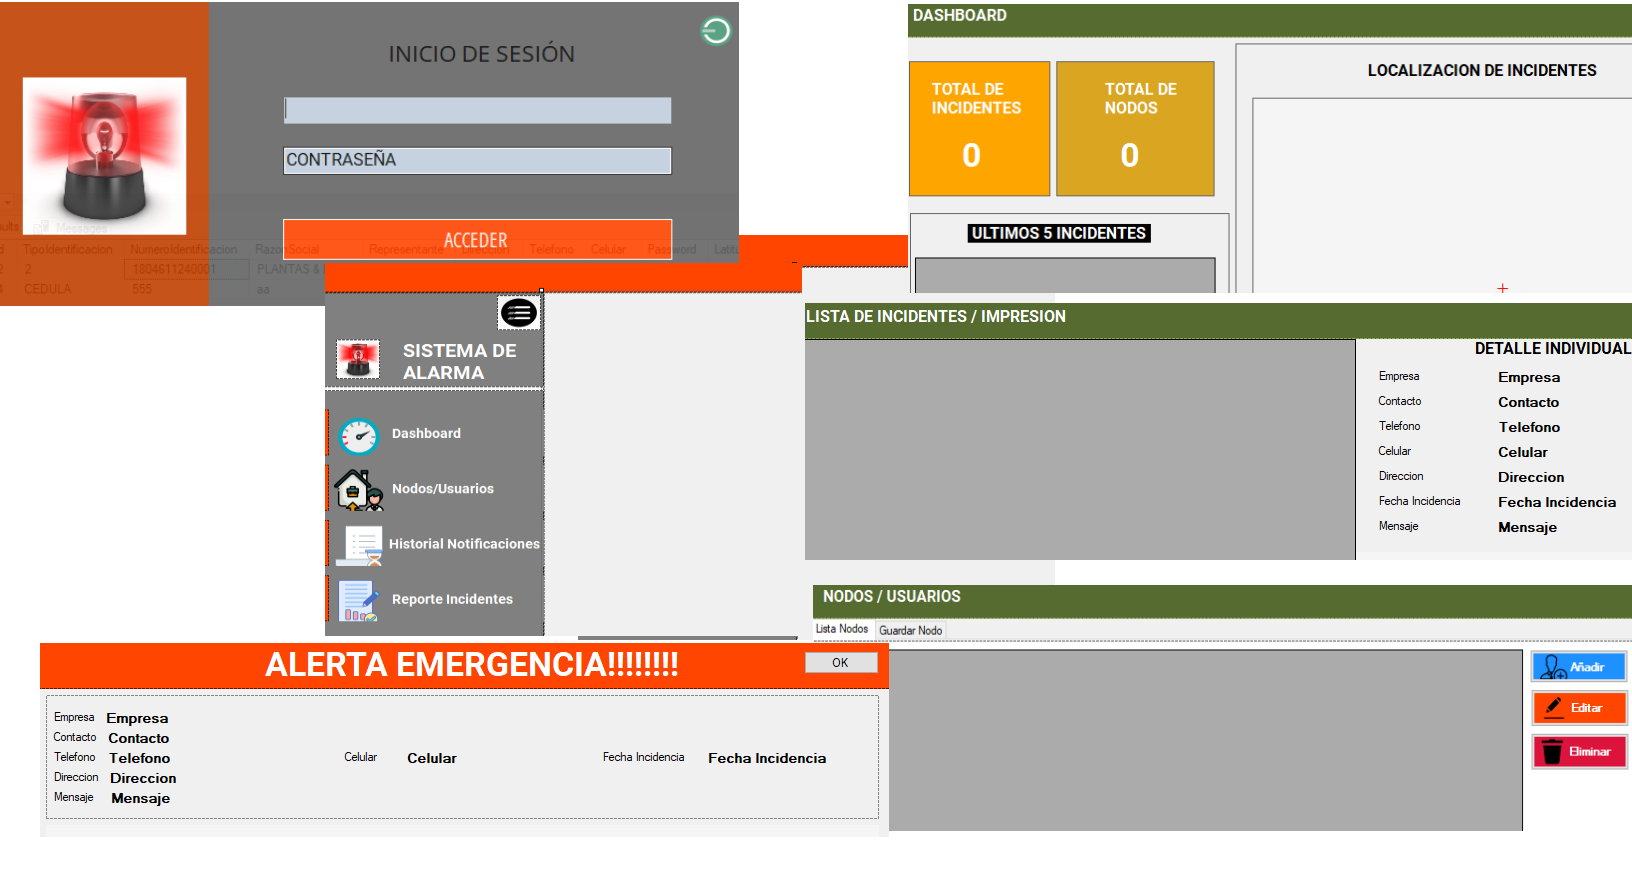 INICIO DE SESIÓN
CONTRASEÑA
ACCEDER
Messages
TipoIdentificacion NumeroIdentificacion RazonSocial Representante Direccion Telefono Celular Password
2 1804611240001 PLANTAS &
CEDULA 555 aa
DASHBOARD
TOTAL DE
INCIDENTES
0
TOTAL DE
NODOS
0
LOCALIZACION DE INCIDENTES
ULTIMOS 5 INCIDENTES
SISTEMA DE
ALARMA
Dashboard
Nodos/Usuarios
Historial Notificaciones
Reporte Incidentes
LISTA DE INCIDENTES / IMPRESION
DETALLE INDIVIDUAL
Empresa Empresa
Contacto Contacto
Telefono Telefono
Celular Celular
Direccion Direccion
Fecha Incidencia Fecha Incidencia
Mensaje Mensaje
NODOS / USUARIOS
Lista Nodos Guardar Nodo
Añadir
Editar
Eliminar
ALERTA EMERGENCIA!!!!!!!!
OK
Empresa Empresa
Contacto Contacto
Telefono Telefono Celular Celular Fecha Incidencia Fecha Incidencia
Direccion Direccion
Mensaje Mensaje